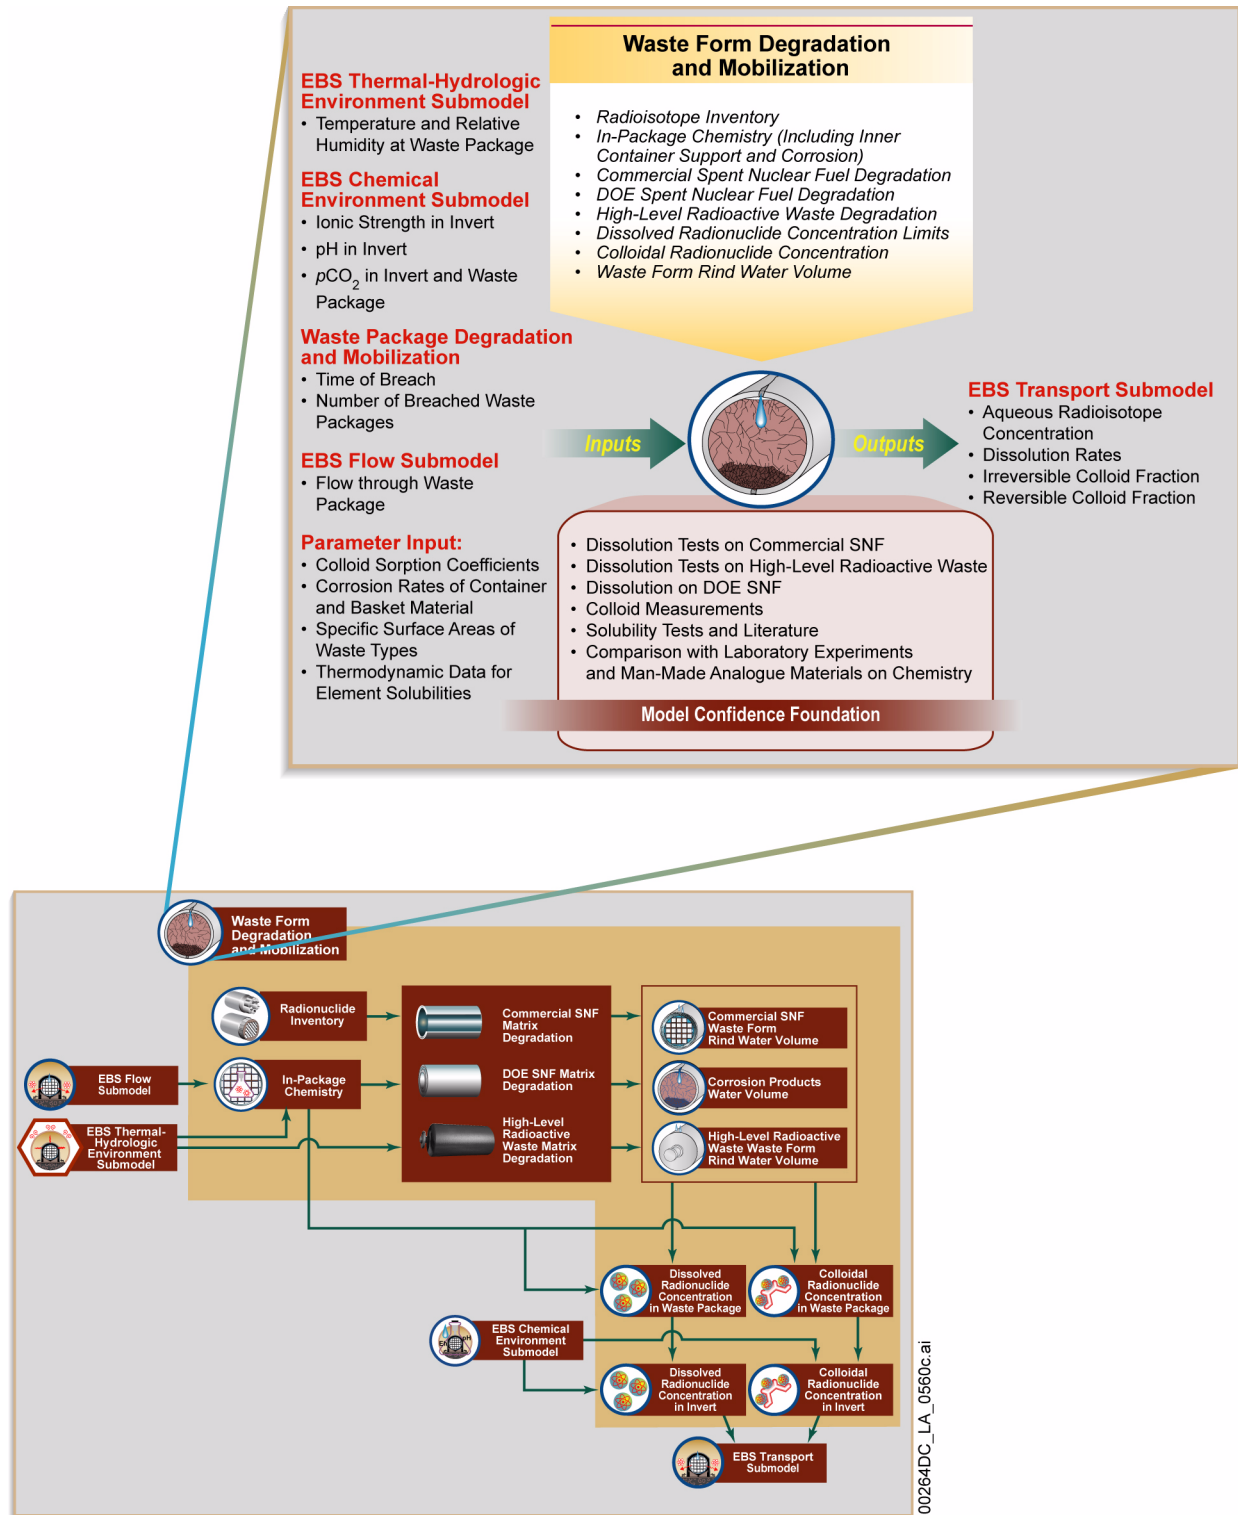 Waste Form Degradation
and Mobilization
• Radioisotope Inventory
• In-Package Chemistry (Including Inner
Container Support and Corrosion)
• Commercial Spent Nuclear Fuel Degradation
• DOE Spent Nuclear Fuel Degradation
• High-Level Radioactive Waste Degradation
• Dissolved Radionuclide Concentration Limits
• Colloidal Radionuclide Concentration
• Waste Form Rind Water Volume
EBS Thermal-Hydrologic
Environment Submodel
• Temperature and Relative
Humidity at Waste Package
EBS Chemical
Environment Submodel
• Ionic Strength in Invert
• pH in Invert
• pCO2 in Invert and Waste
Package
Waste Package Degradation
and Mobilization
• Time of Breach
• Number of Breached Waste
Packages
EBS Flow Submodel
• Flow through Waste
Package
Parameter Input:
• Colloid Sorption Coefficients
• Corrosion Rates of Container
and Basket Material
• Specific Surface Areas of
Waste Types
• Thermodynamic Data for
Element Solubilities
Inputs
Outputs
EBS Transport Submodel
• Aqueous Radioisotope
Concentration
• Dissolution Rates
• Irreversible Colloid Fraction
• Reversible Colloid Fraction
• Dissolution Tests on Commercial SNF
• Dissolution Tests on High-Level Radioactive Waste
• Dissolution on DOE SNF
• Colloid Measurements
• Solubility Tests and Literature
• Comparison with Laboratory Experiments
and Man-Made Analogue Materials on Chemistry
Model Confidence Foundation
Waste Form
Degradation
and Mobilization
Radionuclide
Inventory
Commercial SNF
Matrix
Degradation
Commercial SNF
Waste Form
Rind Water Volume
EBS Flow
Submodel
In-Package
Chemistry
DOE SNF Matrix
Degradation
Corrosion Products
Water Volume
EBS Thermal-
Hydrologic
Environment
Submodel
High-Level
Radioactive
Waste Matrix
Degradation
High-Level Radioactive
Waste Waste Form
Rind Water Volume
Dissolved
Radionuclide
Concentration
in Waste Package
Colloidal
Radionuclide
Concentration
in Waste Package
EBS Chemical
Environment
Submodel
Eh
pH
Dissolved
Radionuclide
Concentration
in Invert
Colloidal
Radionuclide
Concentration
in Invert
EBS Transport
Submodel
00264DC_LA_0560c.ai